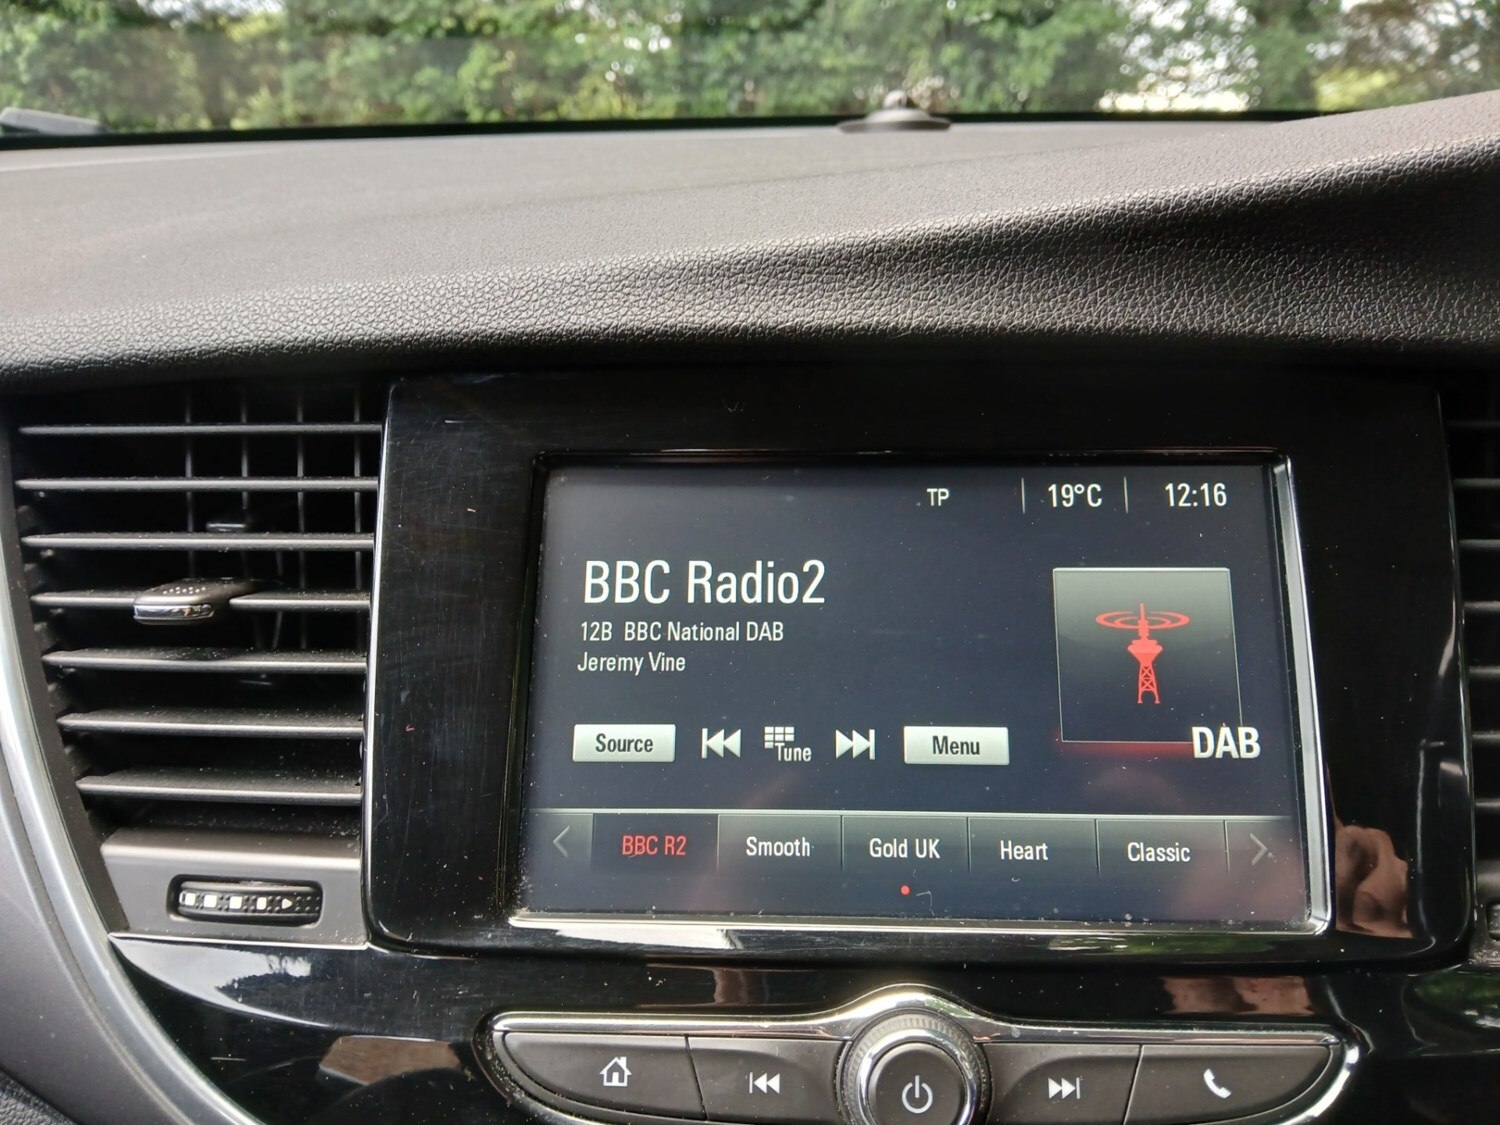 TP 19°C 12:16
BBC Radio2
12B BBC National DAB
Jeremy Vine
DAB
Source Tune Menu
BBC R2 Smooth Gold UK Heart Classic